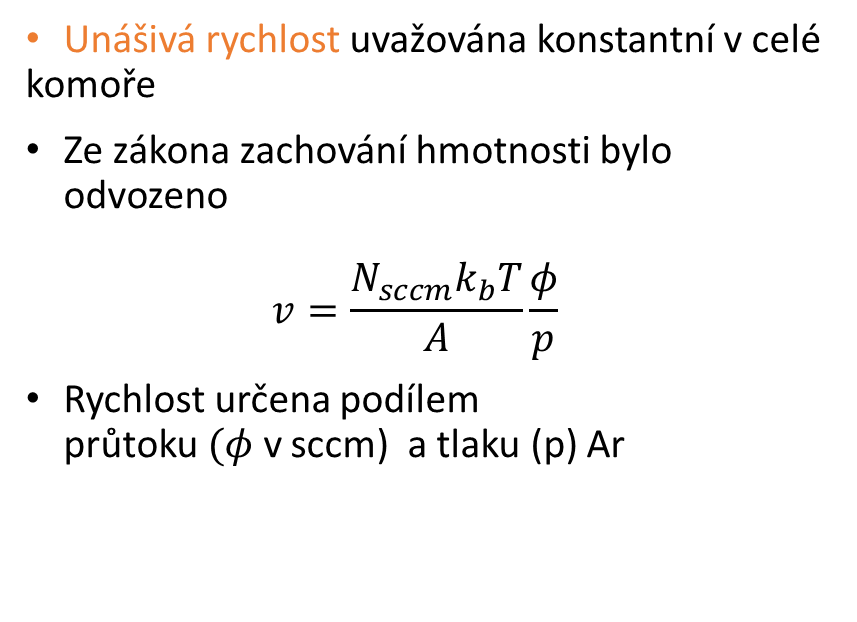 • Unášivá rychlost uvažována konstantní v celé
komoře
• Ze zákona zachování hmotnosti bylo
odvozeno
v = \frac{N_{sccm} k_b T}{A} \frac{\phi}{p}
• Rychlost určena podílem
průtoku (ϕ v sccm) a tlaku (p) Ar